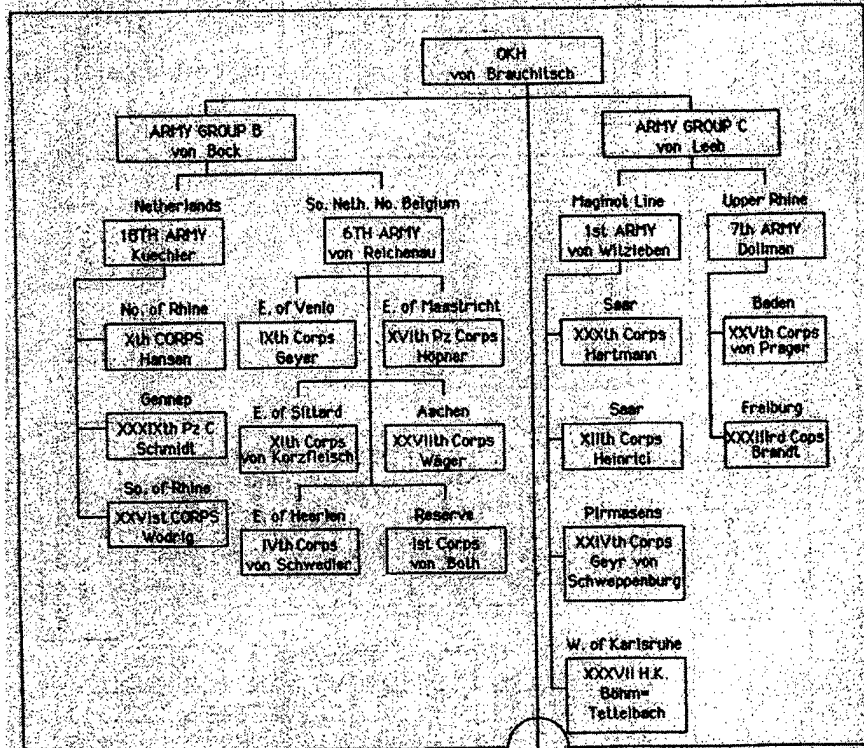 OKH
von Brauchitsch
ARMY GROUP B
von Bock
ARMY GROUP C
von Leeb
Netherlands
18TH ARMY
Kuechler
So. Neth. No. Belgium
6TH ARMY
von Reichenau
Maginot Line
1st ARMY
von Witzleben
Upper Rhine
7th ARMY
Dollman
No. of Rhine
Xth CORPS
Hansen
Gennep
XXXIXth Pz C
Schmidt
So. of Rhine
XXVIst CORPS
Wodrig
E. of Venlo
IXth Corps
Geyer
E. of Maastricht
XVIth Pz Corps
Höpner
E. of Sittard
XIth Corps
von Korzfleisch
Aachen
XXVIIth Corps
Wäger
E. of Heerlen
IVth Corps
von Schwedler
Reserve
Ist Corps
von Both
Saar
XXXth Corps
Hartmann
Saar
XIIth Corps
Heinrici
Pirmasens
XXIVth Corps
Geyr von
Schweppenburg
W. of Karlsruhe
XXXVII H.K.
Böhm=
Tettelbach
Baden
XXVth Corps
von Prager
Freiburg
XXXIIIrd Cops
Brandt